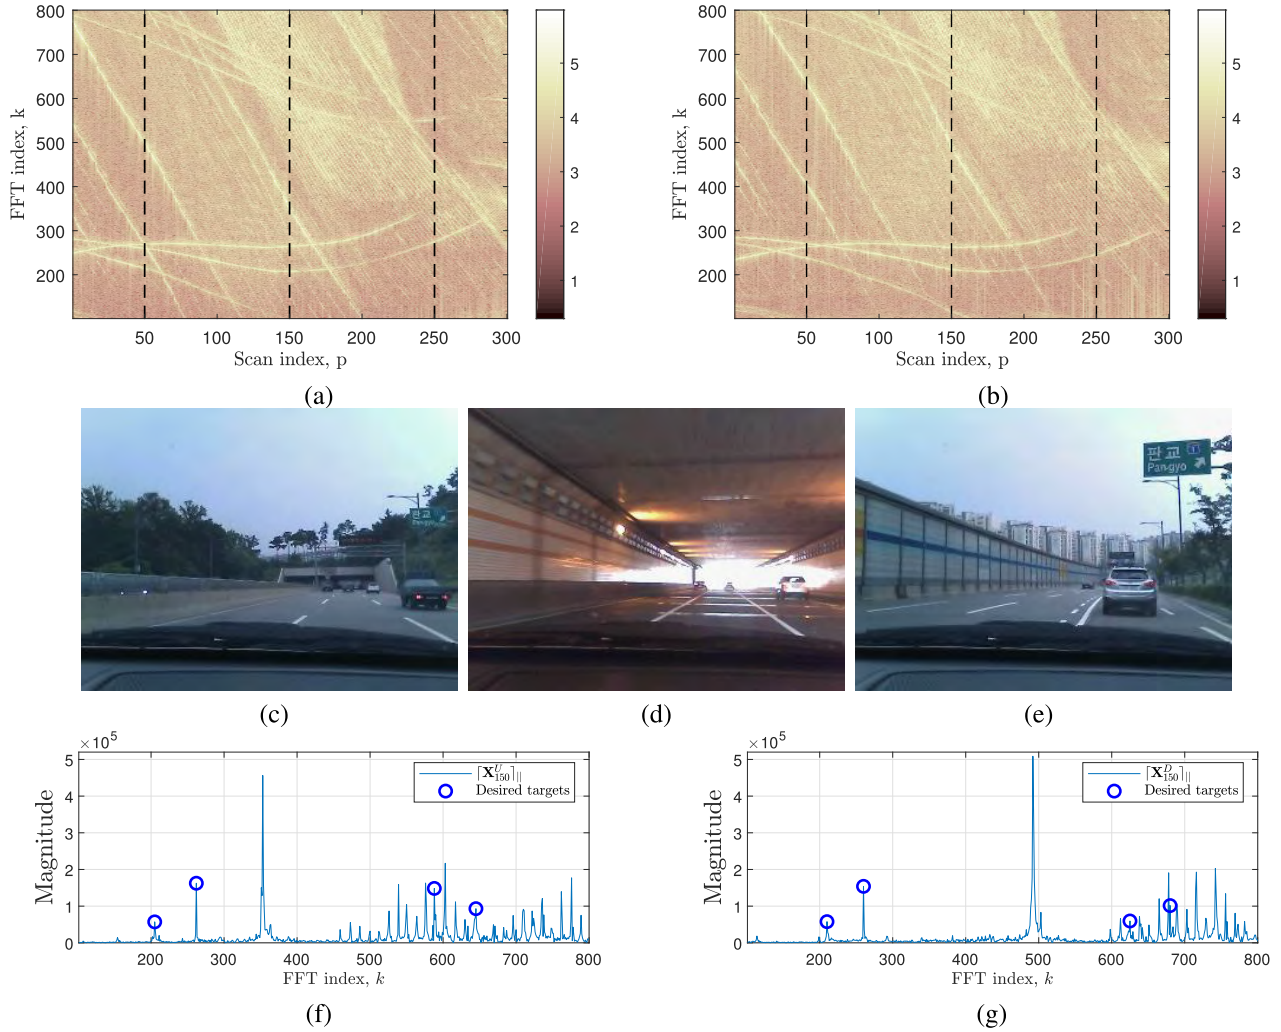 800
700
600
500
400
300
200
FFT index, k
50 100 150 200 250 300
Scan index, p
5
4
3
2
1
(a)
800
700
600
500
400
300
200
FFT index, k
50 100 150 200 250 300
Scan index, p
5
4
3
2
1
(b)
판교
Pangyo
판교
Pangyo
1
(c)
(d)
(e)
×10⁵
5
4
3
2
1
0
Magnitude
⌈X^U_150⌉_||
Desired targets
200 300 400 500 600 700 800
FFT index, k
(f)
×10⁵
5
4
3
2
1
0
Magnitude
⌈X^D_150⌉_||
Desired targets
200 300 400 500 600 700 800
FFT index, k
(g)